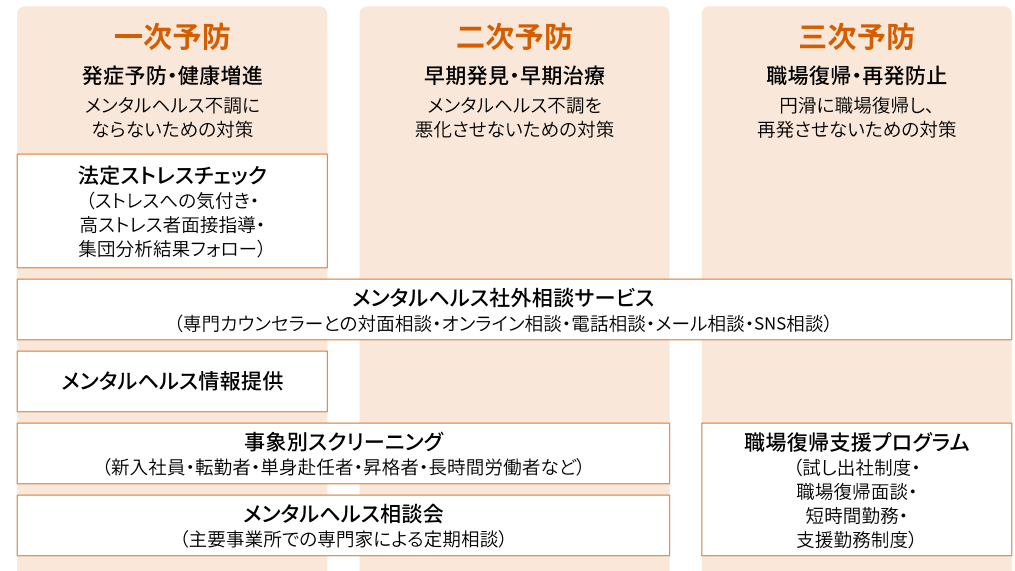 一次予防
発症予防・健康増進
メンタルヘルス不調に
ならないための対策
二次予防
早期発見・早期治療
メンタルヘルス不調を
悪化させないための対策
三次予防
職場復帰・再発防止
円滑に職場復帰し、
再発させないための対策
法定ストレスチェック
（ストレスへの気付き・
高ストレス者面接指導・
集団分析結果フォロー）
メンタルヘルス社外相談サービス
（専門カウンセラーとの対面相談・オンライン相談・電話相談・メール相談・SNS相談）
メンタルヘルス情報提供
事象別スクリーニング
（新入社員・転勤者・単身赴任者・昇格者・長時間労働者など）
メンタルヘルス相談会
（主要事業所での専門家による定期相談）
職場復帰支援プログラム
（試し出社制度・
職場復帰面談・
短時間勤務・
支援勤務制度）